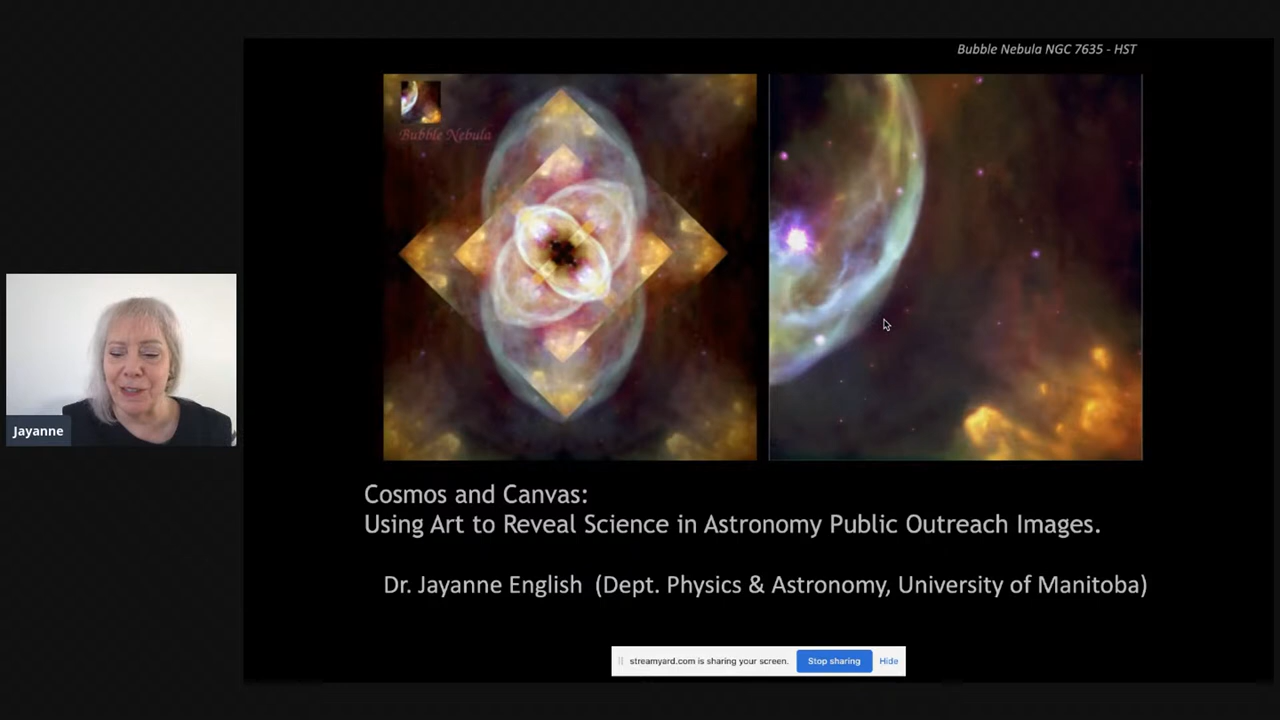 Bubble Nebula NGC 7635 - HST
Bubble Nebula
Jayanne
Cosmos and Canvas:
Using Art to Reveal Science in Astronomy Public Outreach Images.
Dr. Jayanne English (Dept. Physics & Astronomy, University of Manitoba)
streamyard.com is sharing your screen. Stop sharing Hide